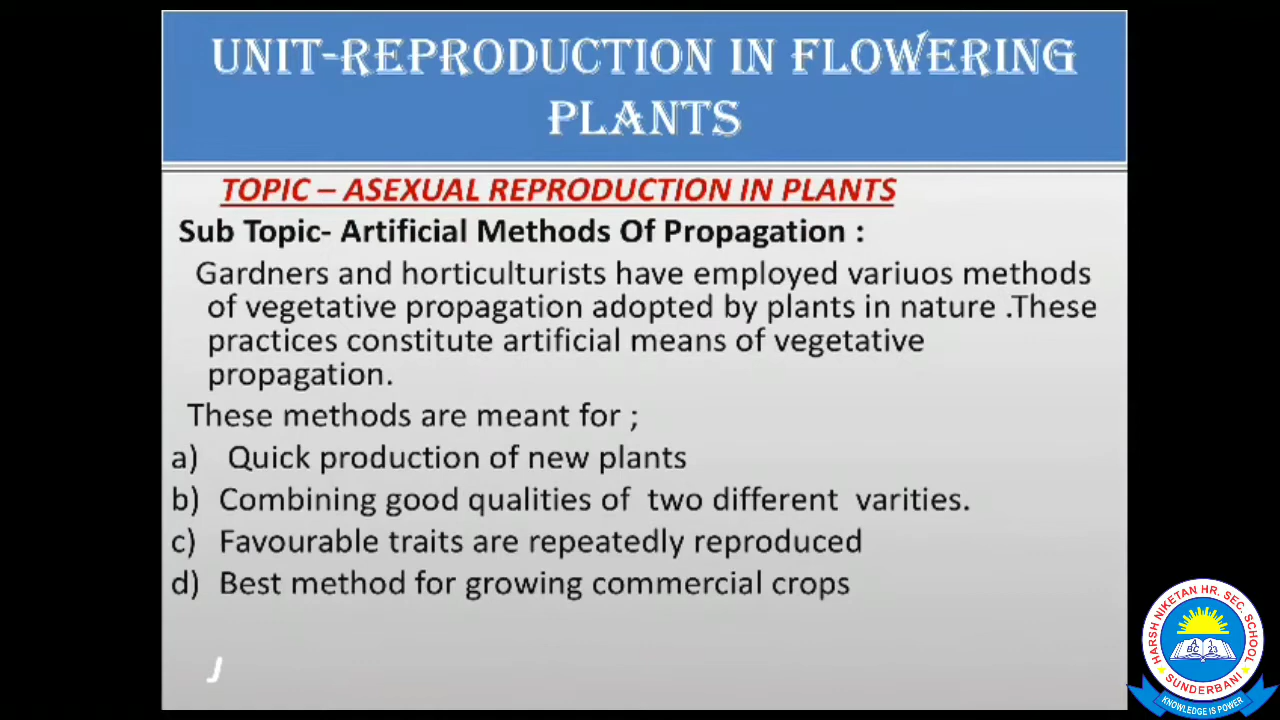 UNIT-REPRODUCTION IN FLOWERING
PLANTS
TOPIC – ASEXUAL REPRODUCTION IN PLANTS
Sub Topic- Artificial Methods Of Propagation :
Gardners and horticulturists have employed variuos methods
of vegetative propagation adopted by plants in nature .These
practices constitute artificial means of vegetative
propagation.
These methods are meant for ;
a) Quick production of new plants
b) Combining good qualities of two different varities.
c) Favourable traits are repeatedly reproduced
d) Best method for growing commercial crops
J
HARSH NIKETAN HR. SEC. SCHOOL
SUNDERBANI
KNOWLEDGE IS POWER